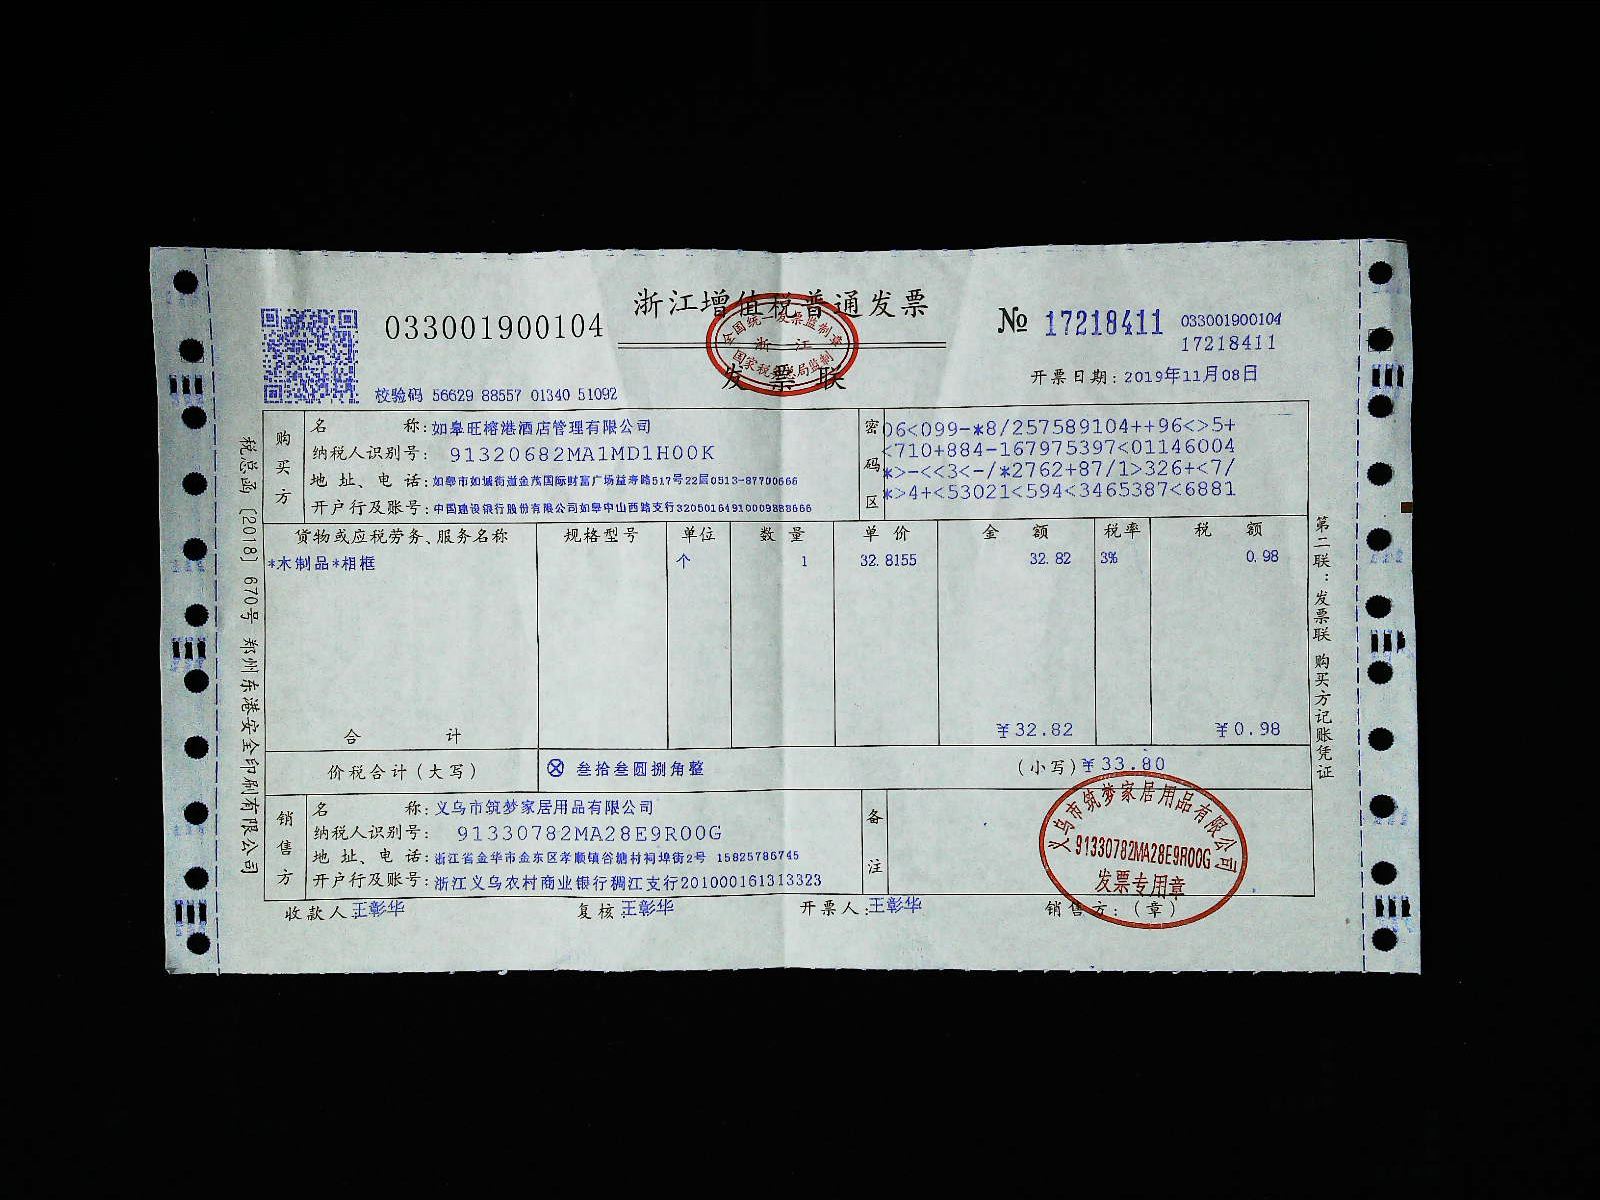 浙江增值税普通发票
发票联
全国统一发票监制章
浙江
国家税务总局监制
033001900104
校验码 56629 88557 01340 51092
№ 17218411
033001900104
17218411
开票日期：2019年11月08日
购买方
名称：如皋旺榕港酒店管理有限公司
纳税人识别号：91320682MA1MD1H00K
地址、电话：如皋市如城街道金茂国际财富广场益寿路517号22层0513-87700666
开户行及账号：中国建设银行股份有限公司如皋中山西路支行32050164910009888666
密码区
06<099-*8/257589104++96<>5+
<710+884-167975397<01146004
*>-<<3<-/*2762+87/1>326+<7/
*>4+<53021<594<3465387<6881
货物或应税劳务、服务名称 规格型号 单位 数量 单价 金额 税率 税额
*木制品*相框 个 1 32.8155 32.82 3% 0.98
合计 ¥32.82 ¥0.98
价税合计（大写） ⊗ 叁拾叁圆捌角整 （小写）¥33.80
销售方
名称：义乌市筑梦家居用品有限公司
纳税人识别号：91330782MA28E9R00G
地址、电话：浙江省金华市金东区孝顺镇谷塘村祠埠街2号 15825786745
开户行及账号：浙江义乌农村商业银行稠江支行201000161313323
备注
义乌市筑梦家居用品有限公司
91330782MA28E9R00G
发票专用章
收款人：王彰华 复核：王彰华 开票人：王彰华 销售方：（章）
税总函〔2018〕670号 郑州东港安全印刷有限公司
第二联：发票联 购买方记账凭证